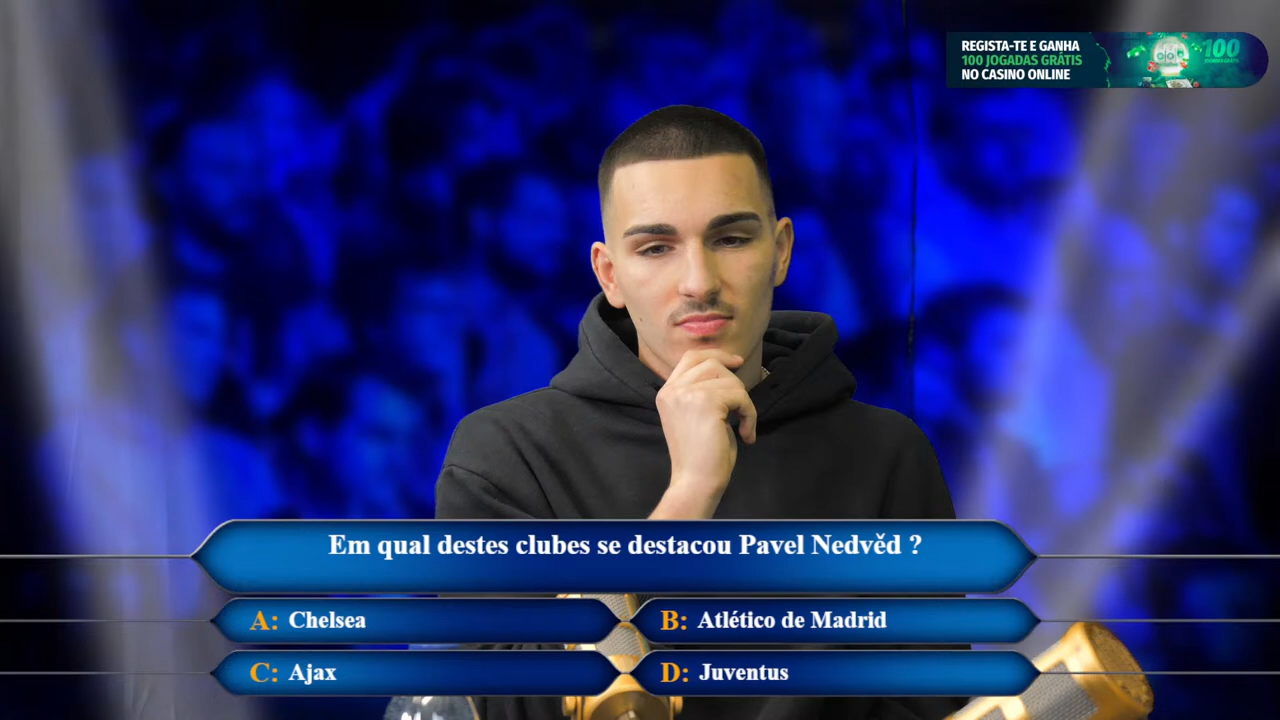 REGISTA-TE E GANHA
100 JOGADAS GRÁTIS
NO CASINO ONLINE
100
Em qual destes clubes se destacou Pavel Nedvěd ?
A: Chelsea
B: Atlético de Madrid
C: Ajax
D: Juventus